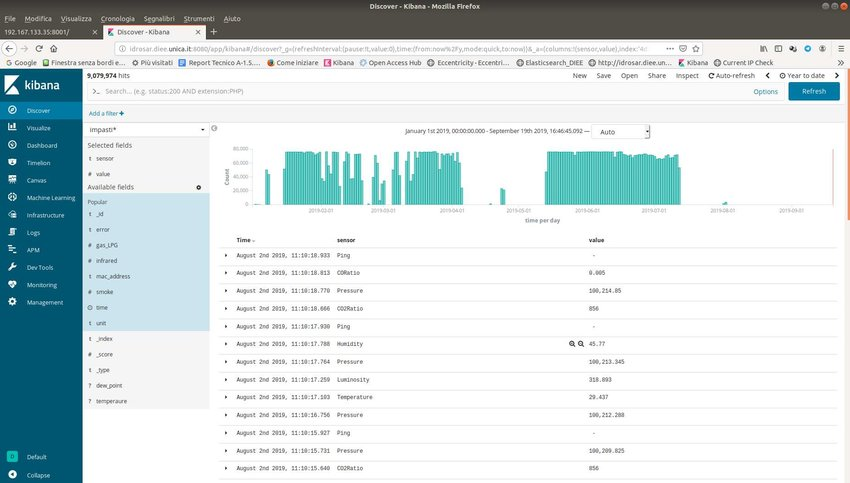 Discover - Kibana - Mozilla Firefox
File Modifica Visualizza Cronologia Segnalibri Strumenti Aiuto
192.167.133.35:8001/
Discover - Kibana
idrosar.diee.unica.it:6080/app/kibana#/discover?_g=(refreshInterval:(pause:!t,value:0),time:(from:now%2Fy,mode:quick,to:now))&_a=(columns:!(sensor,value),index:'4
Google Finestra senza bordi e... Più visitati Report Tecnico A-1.5.... Come iniziare Kibana Open Access Hub Eccentricity - Eccentri... Elasticsearch_DIEE http://idrosar.diee.un... Kibana Current IP Check
kibana
Discover
Visualize
Dashboard
Timelion
Canvas
Machine Learning
Infrastructure
Logs
APM
Dev Tools
Monitoring
Management
D Default
Collapse
9,079,974 hits
New Save Open Share Inspect Auto-refresh Year to date
>_ Search... (e.g. status:200 AND extension:PHP) Options Refresh
Add a filter +
impasti*
Selected fields
t sensor
# value
Available fields
Popular
t _id
t error
# gas_LPG
# infrared
t mac_address
# smoke
time
t unit
t _index
# _score
t _type
? dew_point
? temperaure
January 1st 2019, 00:00:00.000 - September 19th 2019, 16:46:45.092 — Auto
Count
80,000
60,000
40,000
20,000
0
2019-02-01 2019-03-01 2019-04-01 2019-05-01 2019-06-01 2019-07-01 2019-08-01 2019-09-01
time per day
Time sensor value
August 2nd 2019, 11:10:18.933 Ping -
August 2nd 2019, 11:10:18.813 CORatio 0.005
August 2nd 2019, 11:10:18.770 Pressure 100,214.85
August 2nd 2019, 11:10:18.666 CO2Ratio 856
August 2nd 2019, 11:10:17.930 Ping -
August 2nd 2019, 11:10:17.788 Humidity 45.77
August 2nd 2019, 11:10:17.764 Pressure 100,213.345
August 2nd 2019, 11:10:17.259 Luminosity 318.893
August 2nd 2019, 11:10:17.103 Temperature 29.437
August 2nd 2019, 11:10:16.756 Pressure 100,212.288
August 2nd 2019, 11:10:15.927 Ping -
August 2nd 2019, 11:10:15.731 Pressure 100,209.825
August 2nd 2019, 11:10:15.640 CO2Ratio 856